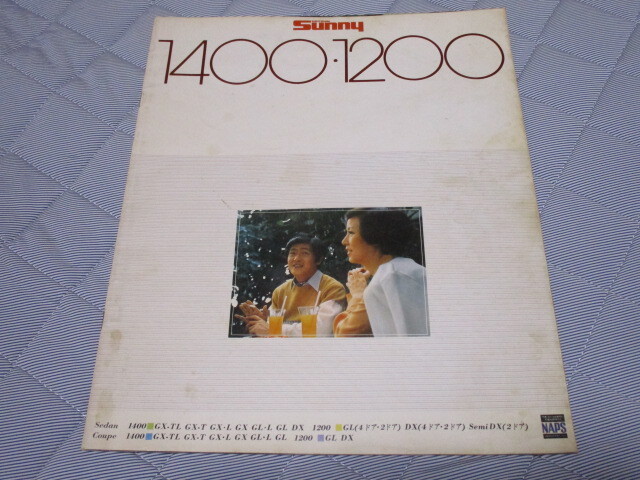 Sunny
1400·1200
Sedan 1400 GX-TL GX-T GX·L GX GL·L GL DX 1200 GL(4ドア・2ドア) DX(4ドア・2ドア) SemiDX(2ドア)
Coupe 1400 GX-TL GX-T GX·L GX GL·L GL 1200 GL DX
NAPS